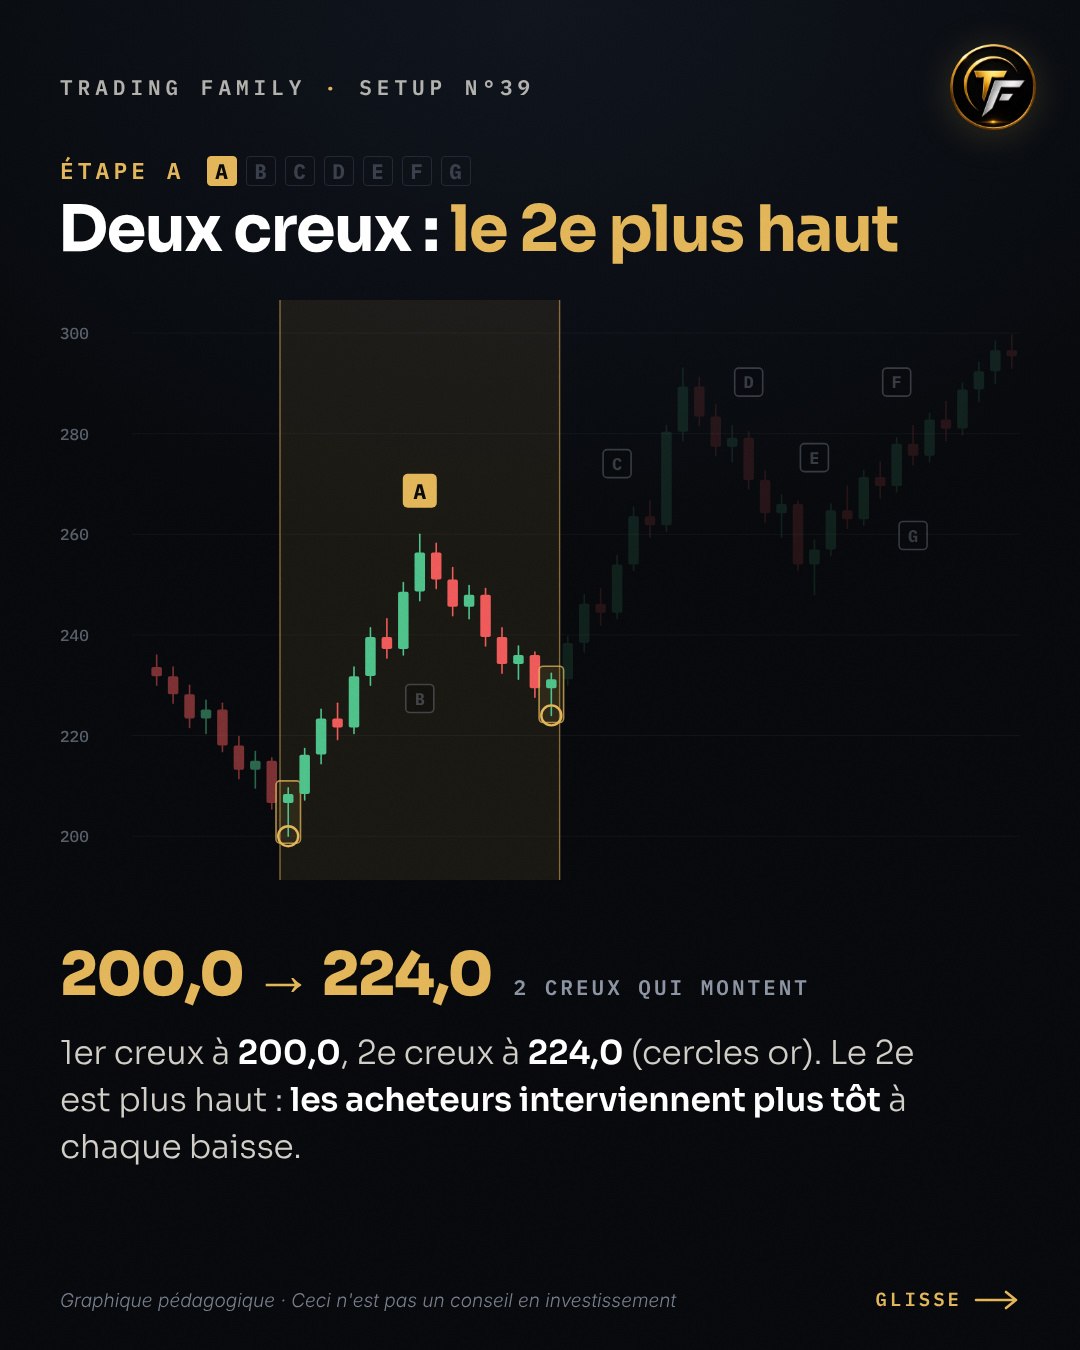 TRADING FAMILY · SETUP N°39
TF
ÉTAPE A A B C D E F G
Deux creux : le 2e plus haut
300
280
260
240
220
200
A
B
C
D
E
F
G
200,0 → 224,0 2 CREUX QUI MONTENT
1er creux à 200,0, 2e creux à 224,0 (cercles or). Le 2e
est plus haut : les acheteurs interviennent plus tôt à
chaque baisse.
Graphique pédagogique · Ceci n'est pas un conseil en investissement
GLISSE →